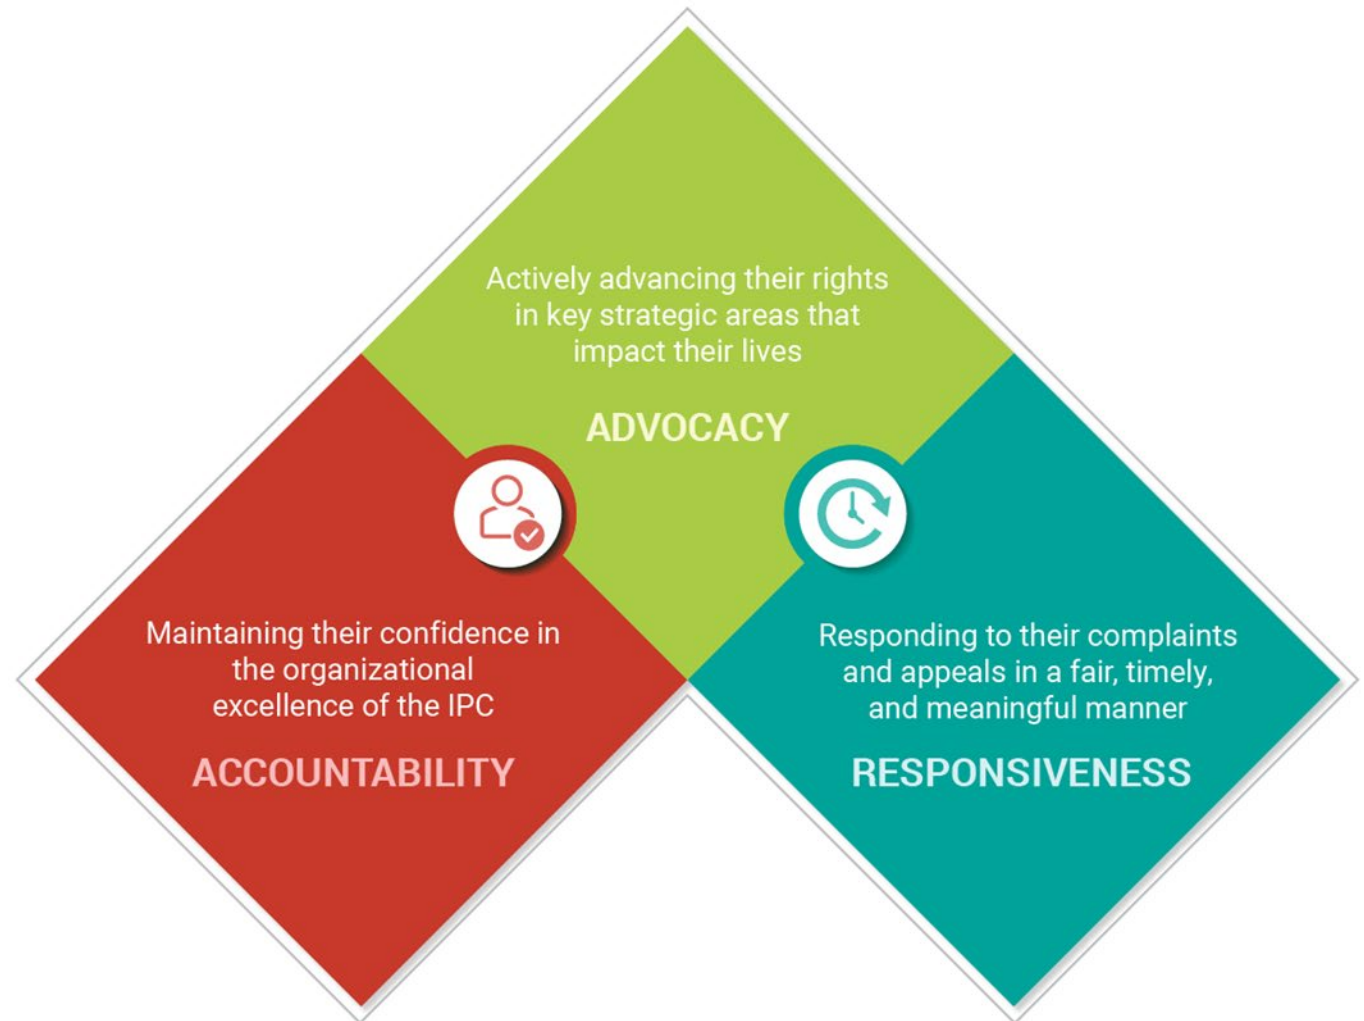 Actively advancing their rights
in key strategic areas that
impact their lives
ADVOCACY
Maintaining their confidence in
the organizational
excellence of the IPC
ACCOUNTABILITY
Responding to their complaints
and appeals in a fair, timely,
and meaningful manner
RESPONSIVENESS